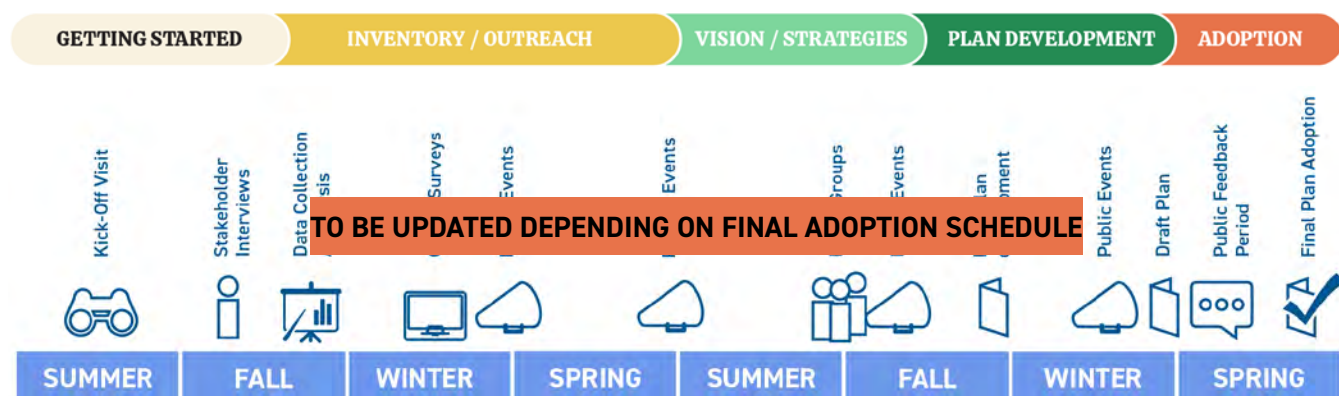 GETTING STARTED
INVENTORY / OUTREACH
VISION / STRATEGIES
PLAN DEVELOPMENT
ADOPTION
Kick-Off Visit
Stakeholder
Interviews
Data Collection
Surveys
Events
Events
Groups
Events
Public Events
Draft Plan
Public Feedback
Period
Final Plan Adoption
TO BE UPDATED DEPENDING ON FINAL ADOPTION SCHEDULE
SUMMER
FALL
WINTER
SPRING
SUMMER
FALL
WINTER
SPRING